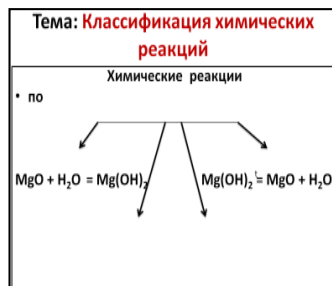 Тема: Классификация химических
реакций
Химические реакции
• по
MgO + H₂O = Mg(OH)₂
Mg(OH)₂ t= MgO + H₂O